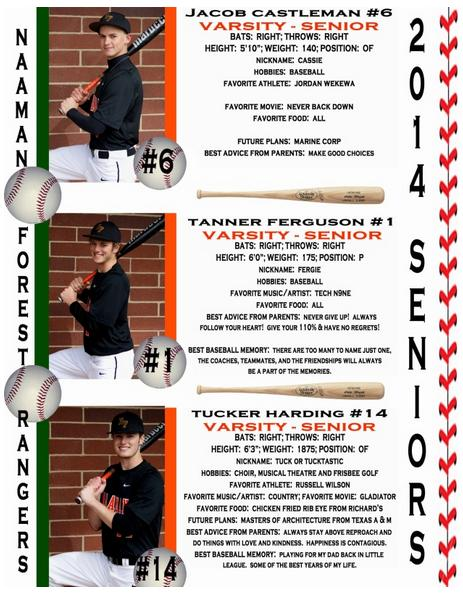 NAAMAN FOREST RANGERS
2014 SENIORS
JACOB CASTLEMAN #6
VARSITY - SENIOR
BATS: RIGHT; THROWS: RIGHT
HEIGHT: 5'10"; WEIGHT: 140; POSITION: OF
NICKNAME: CASSIE
HOBBIES: BASEBALL
FAVORITE ATHLETE: JORDAN WEKEWA
FAVORITE MOVIE: NEVER BACK DOWN
FAVORITE FOOD: ALL
FUTURE PLANS: MARINE CORP
BEST ADVICE FROM PARENTS: MAKE GOOD CHOICES
#6
TANNER FERGUSON #1
VARSITY - SENIOR
BATS: RIGHT; THROWS: RIGHT
HEIGHT: 6'0"; WEIGHT: 175; POSITION: P
NICKNAME: FERGIE
HOBBIES: BASEBALL
FAVORITE MUSIC/ARTIST: TECH N9NE
FAVORITE FOOD: ALL
BEST ADVICE FROM PARENTS: NEVER GIVE UP! ALWAYS
FOLLOW YOUR HEART! GIVE YOUR 110% & HAVE NO REGRETS!
BEST BASEBALL MEMORY: THERE ARE TOO MANY TO NAME JUST ONE,
THE COACHES, TEAMMATES, AND THE FRIENDSHIPS WILL ALWAYS
BE A PART OF THE MEMORIES.
#1
TUCKER HARDING #14
VARSITY - SENIOR
BATS: RIGHT; THROWS: RIGHT
HEIGHT: 6'3"; WEIGHT: 1875; POSITION: OF
NICKNAME: TUCK OR TUCKTASTIC
HOBBIES: CHOIR, MUSICAL THEATRE AND FRISBEE GOLF
FAVORITE ATHLETE: RUSSELL WILSON
FAVORITE MUSIC/ARTIST: COUNTRY; FAVORITE MOVIE: GLADIATOR
FAVORITE FOOD: CHICKEN FRIED RIB EYE FROM RICHARD'S
FUTURE PLANS: MASTERS OF ARCHITECTURE FROM TEXAS A & M
BEST ADVICE FROM PARENTS: ALWAYS STAY ABOVE REPROACH AND
DO THINGS WITH LOVE AND KINDNESS. HAPPINESS IS CONTAGIOUS.
BEST BASEBALL MEMORY: PLAYING FOR MY DAD BACK IN LITTLE
LEAGUE. SOME OF THE BEST YEARS OF MY LIFE.
#14